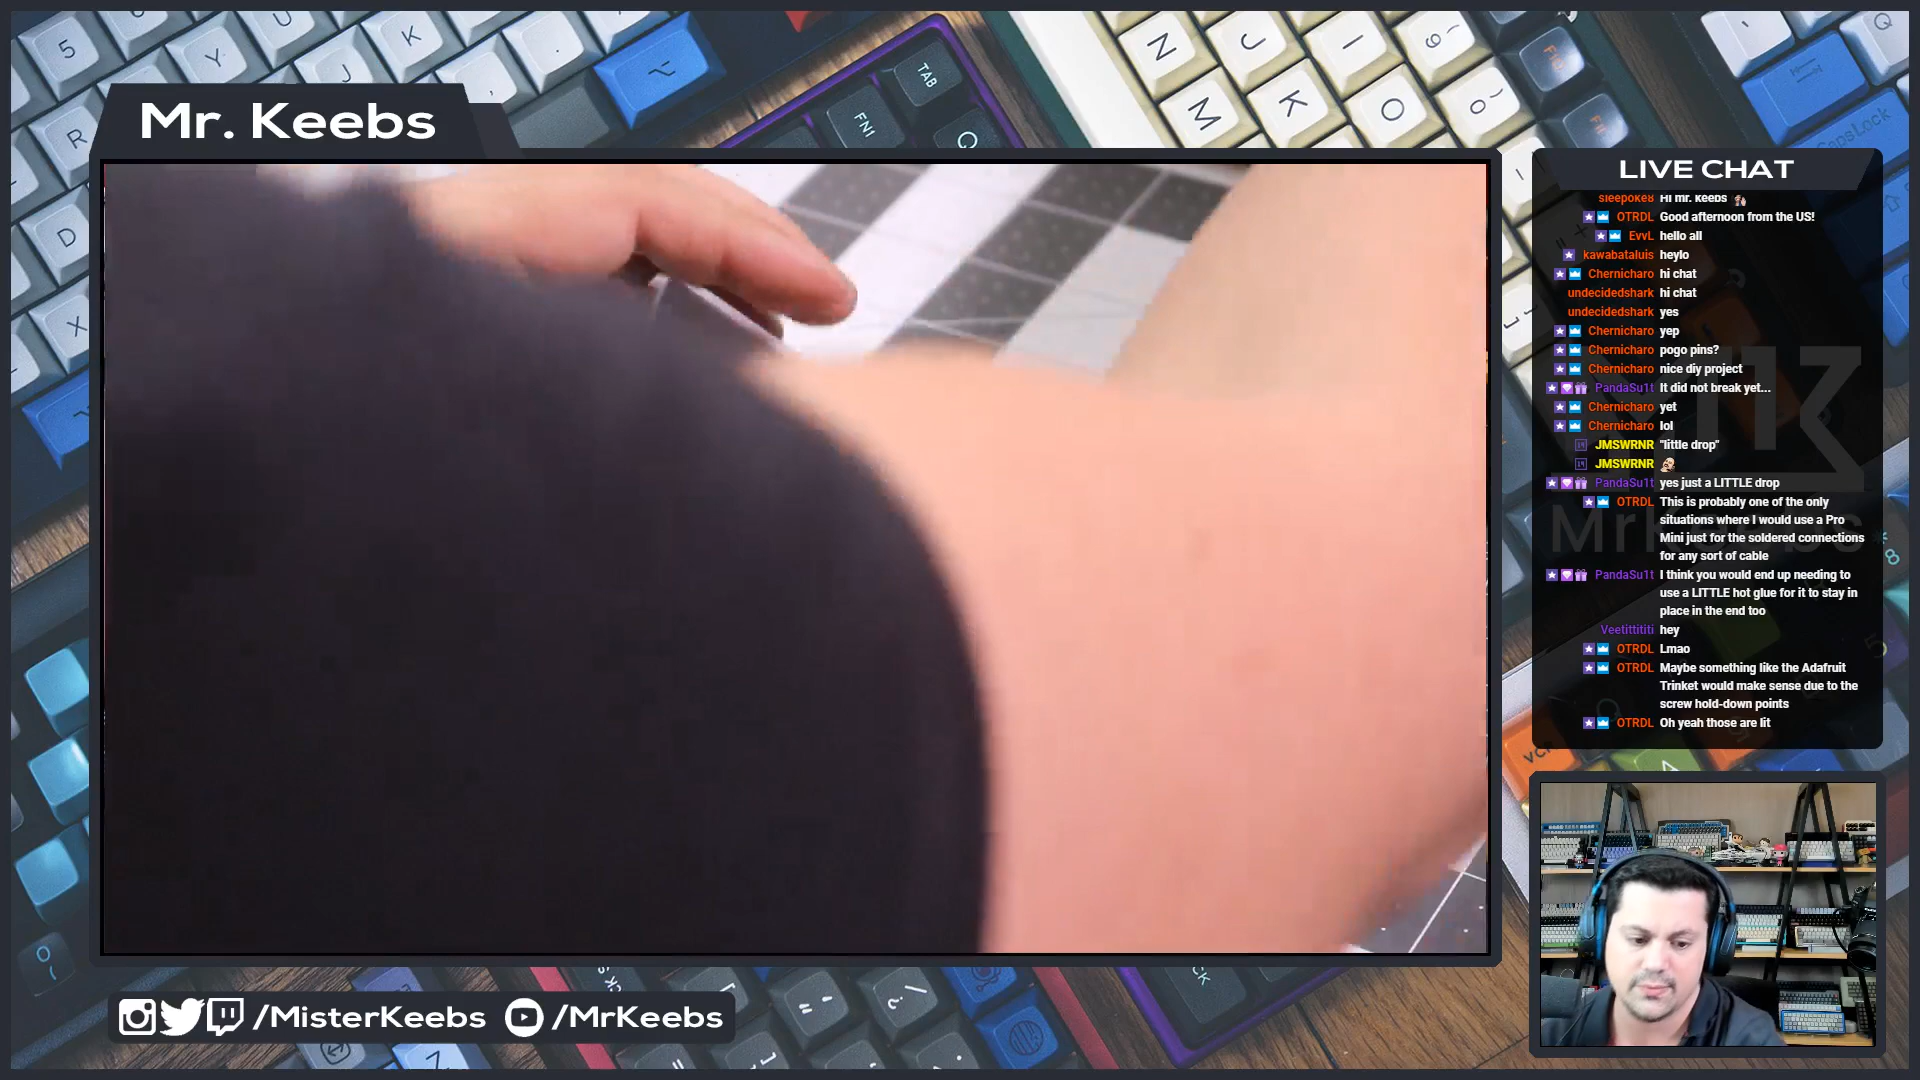 Mr. Keebs
LIVE CHAT
sleepoke8 Hi mr. keebs
OTRDL Good afternoon from the US!
EvvL hello all
kawabataluis heylo
Chernicharo hi chat
undecidedshark hi chat
undecidedshark yes
Chernicharo yep
Chernicharo pogo pins?
Chernicharo nice diy project
PandaSu1t It did not break yet...
Chernicharo yet
Chernicharo lol
JMSWRNR "little drop"
JMSWRNR
PandaSu1t yes just a LITTLE drop
OTRDL This is probably one of the only
situations where I would use a Pro
Mini just for the soldered connections
for any sort of cable
PandaSu1t I think you would end up needing to
use a LITTLE hot glue for it to stay in
place in the end too
Veetittititi hey
OTRDL Lmao
OTRDL Maybe something like the Adafruit
Trinket would make sense due to the
screw hold-down points
OTRDL Oh yeah those are lit
/MisterKeebs /MrKeebs
TAB
FN1
CapsLock
MrKeebs